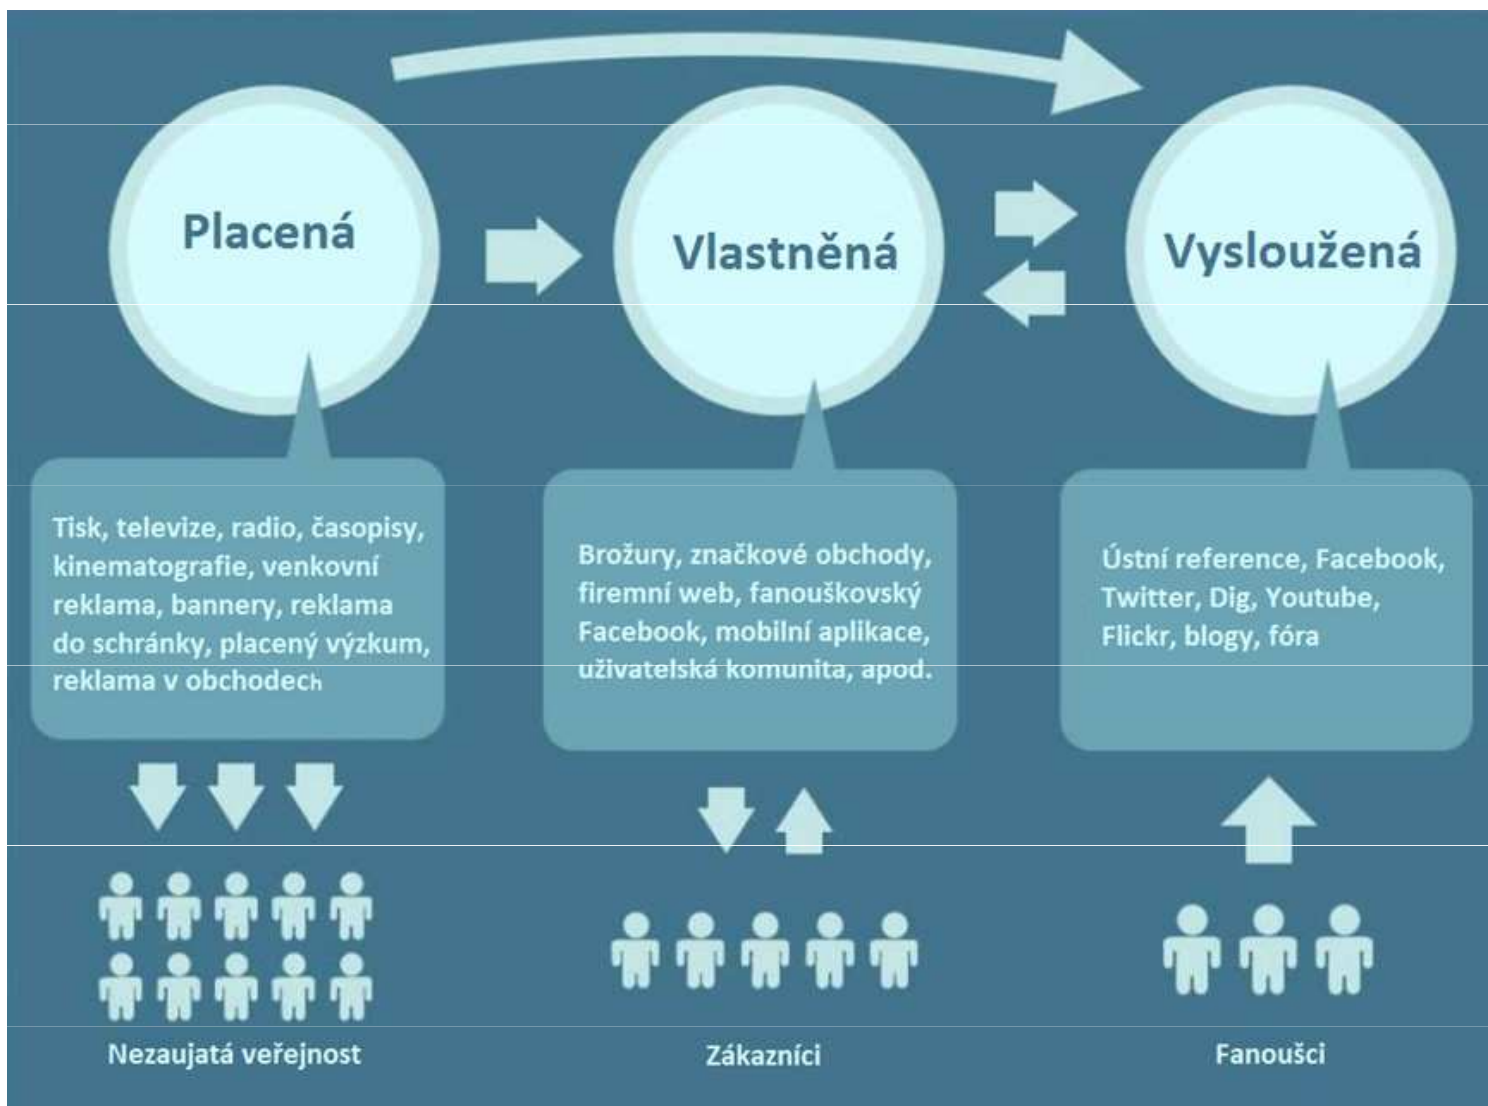 Placená
Vlastněná
Vysloužená
Tisk, televize, radio, časopisy,
kinematografie, venkovní
reklama, bannery, reklama
do schránky, placený výzkum,
reklama v obchodech
Brožury, značkové obchody,
firemní web, fanouškovský
Facebook, mobilní aplikace,
uživatelská komunita, apod.
Ústní reference, Facebook,
Twitter, Dig, Youtube,
Flickr, blogy, fóra
Nezaujatá veřejnost
Zákazníci
Fanoušci